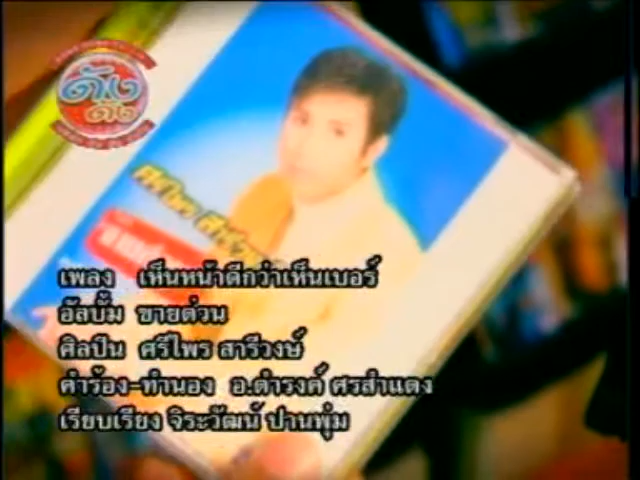 ดัง
ดัง
เพลง เห็นหน้าดีกว่าเห็นเบอร์
อัลบั้ม ขายด่วน
ศิลปิน ศรีไพร สารีวงษ์
คำร้อง-ทำนอง อ.ดำรงค์ ศรสำแดง
เรียบเรียง จิระวัฒน์ ปานพุ่ม